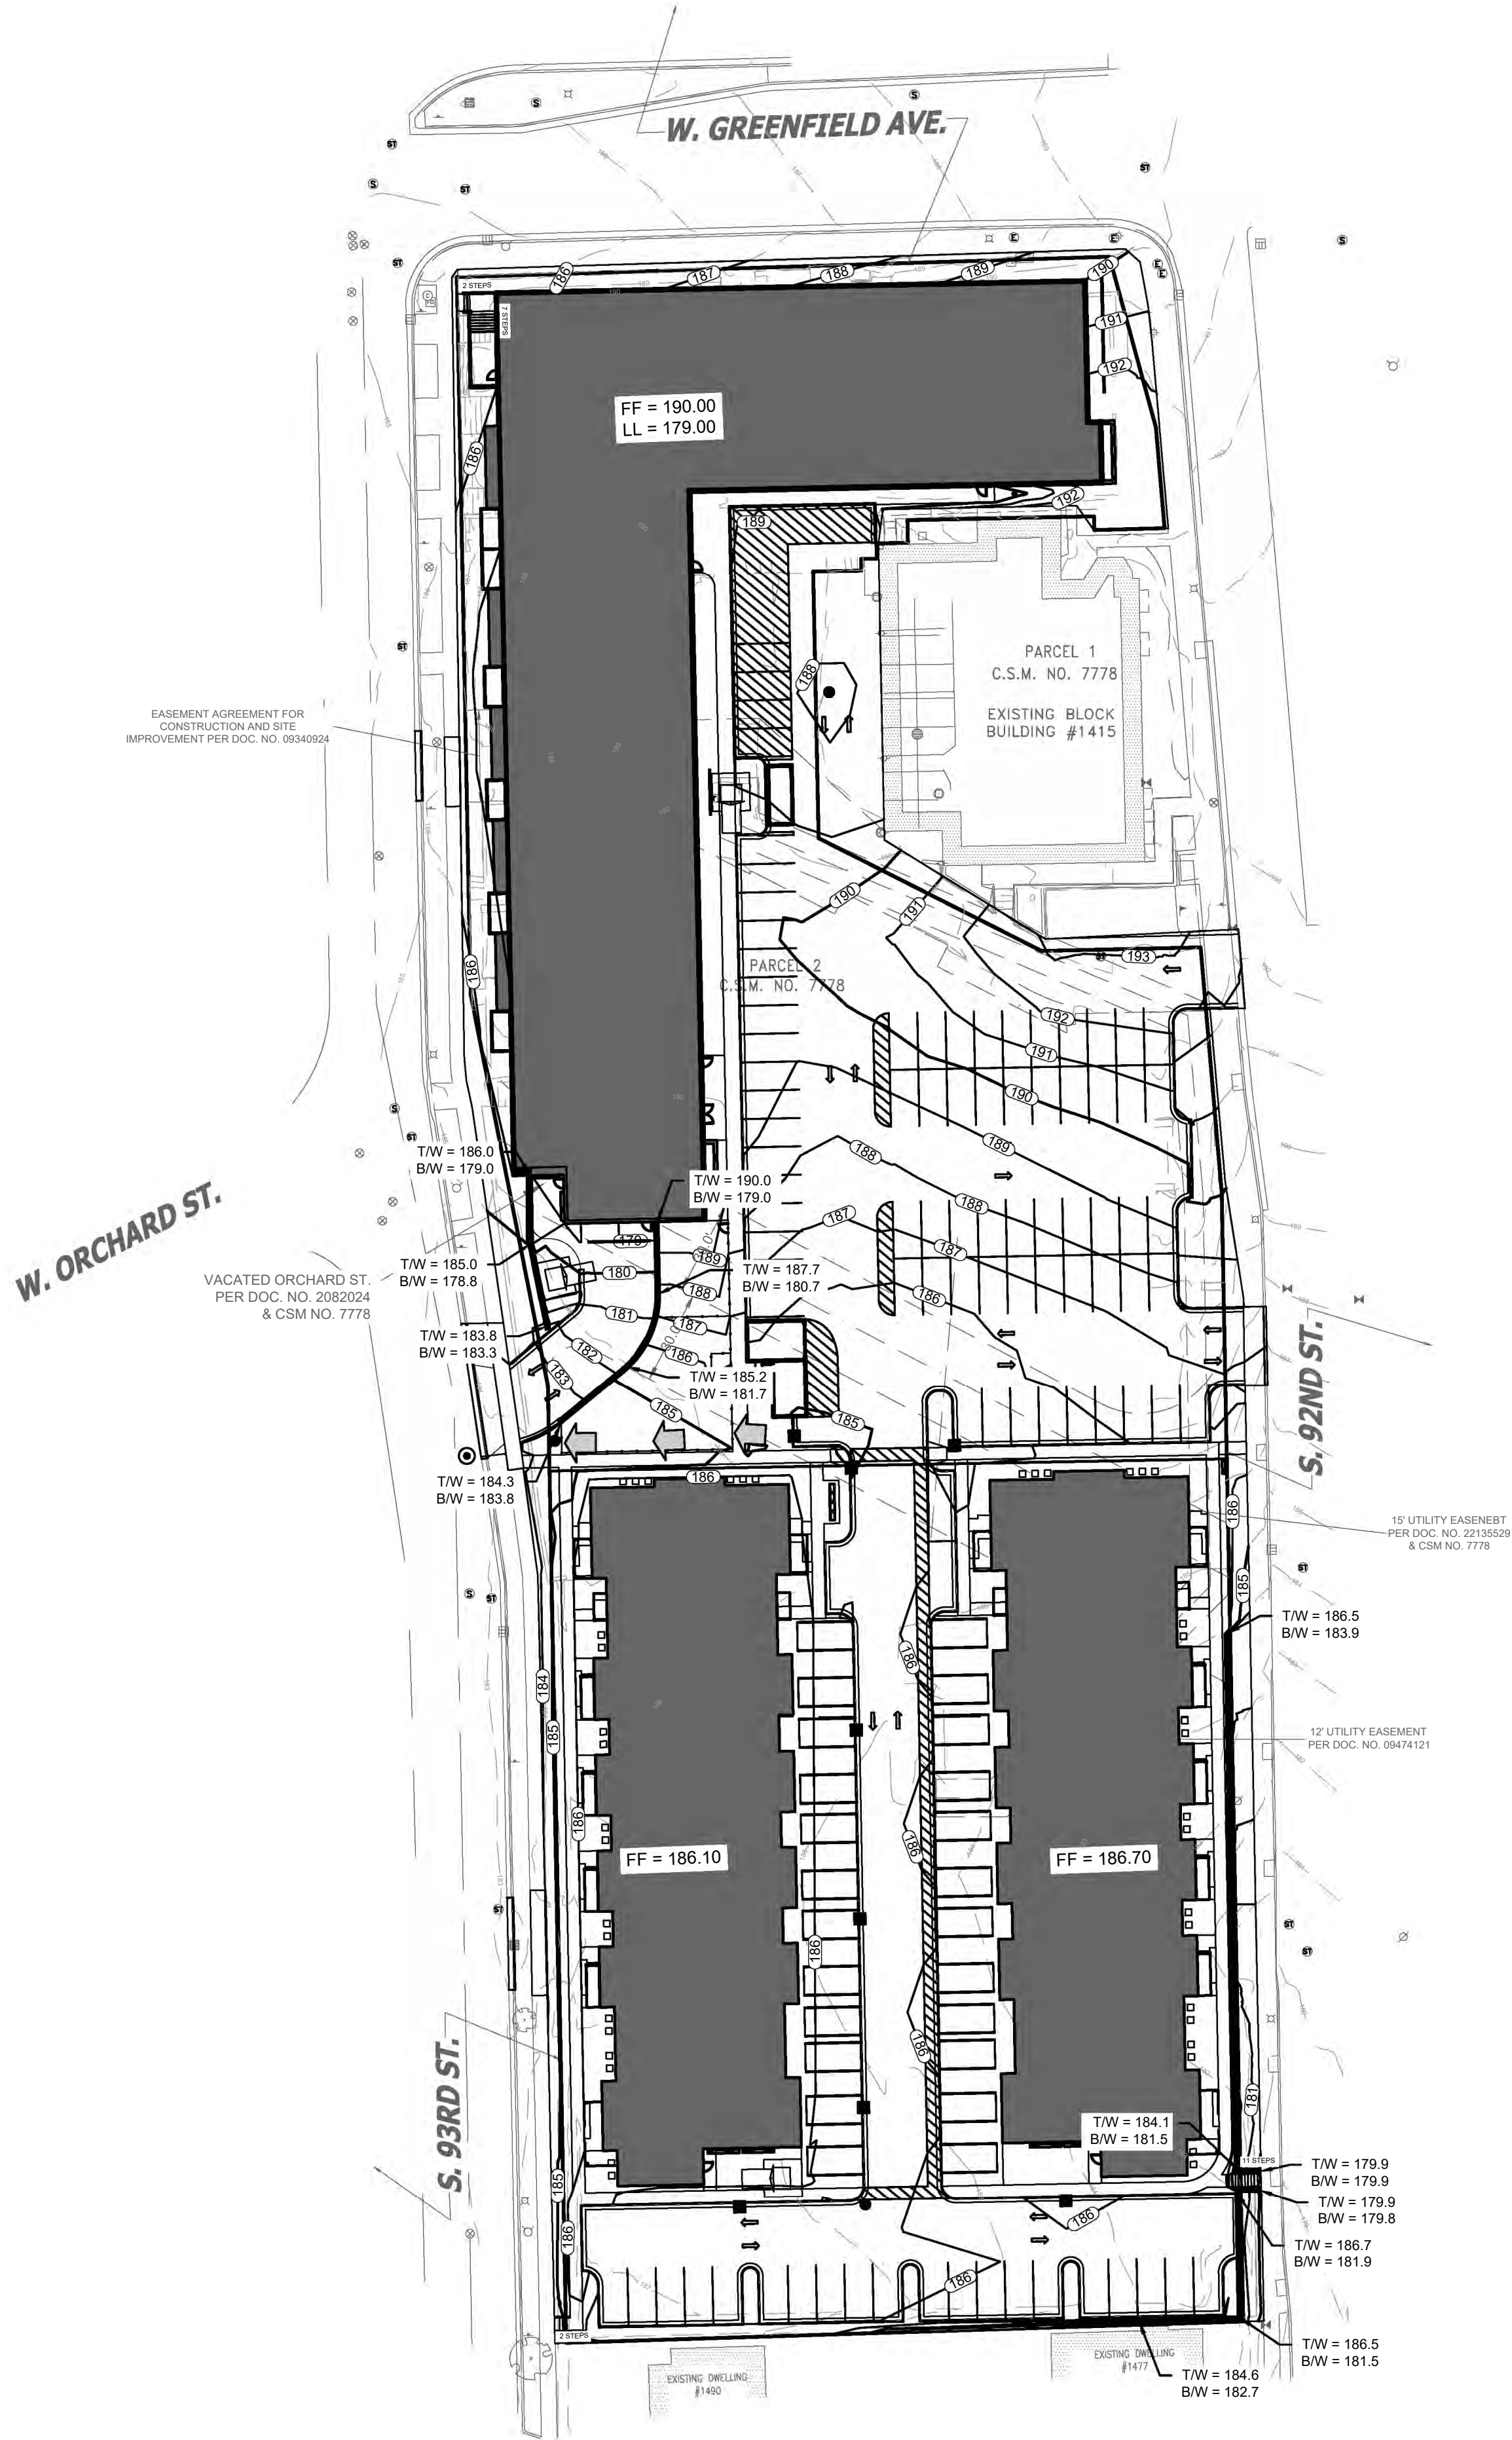 W. GREENFIELD AVE.
2 STEPS
7 STEPS
186
187
188
189
190
191
192
FF = 190.00
LL = 179.00
186
192
189
188
PARCEL 1
C.S.M. NO. 7778
EXISTING BLOCK
BUILDING #1415
EASEMENT AGREEMENT FOR
CONSTRUCTION AND SITE
IMPROVEMENT PER DOC. NO. 09340924
190
191
193
186
PARCEL 2
C.S.M. NO. 7778
192
191
190
189
188
188
187
187
186
T/W = 186.0
B/W = 179.0
T/W = 190.0
B/W = 179.0
W. ORCHARD ST.
T/W = 185.0
B/W = 178.8
VACATED ORCHARD ST.
PER DOC. NO. 2082024
& CSM NO. 7778
179
180
181
182
183
189
188
187
186
185
T/W = 187.7
B/W = 180.7
T/W = 183.8
B/W = 183.3
T/W = 185.2
B/W = 181.7
S. 92ND ST.
185
T/W = 184.3
B/W = 183.8
186
186
185
15' UTILITY EASENEBT
PER DOC. NO. 22135529
& CSM NO. 7778
T/W = 186.5
B/W = 183.9
184
185
186
186
12' UTILITY EASEMENT
PER DOC. NO. 09474121
FF = 186.10
FF = 186.70
186
186
186
S. 93RD ST.
181
T/W = 184.1
B/W = 181.5
11 STEPS
T/W = 179.9
B/W = 179.9
T/W = 179.9
B/W = 179.8
T/W = 186.7
B/W = 181.9
185
186
186
186
2 STEPS
T/W = 186.5
B/W = 181.5
EXISTING DWELLING
#1490
EXISTING DWELLING
#1477
T/W = 184.6
B/W = 182.7